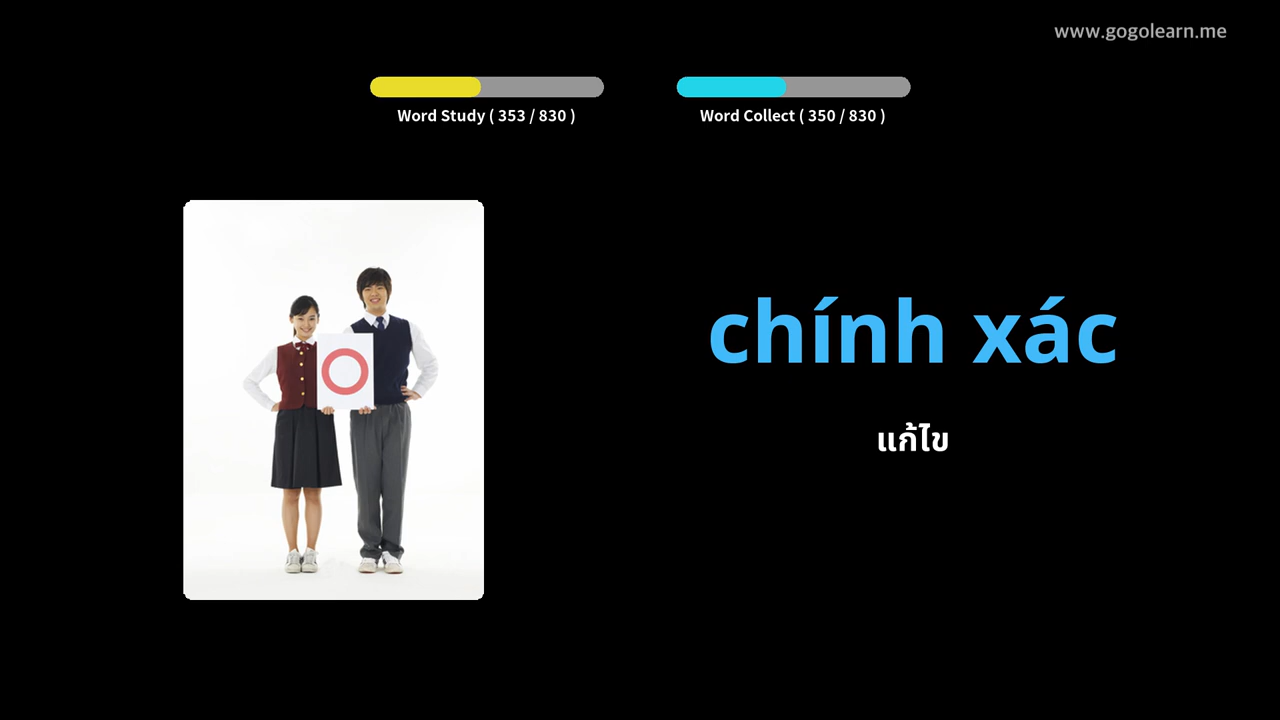 www.gogolearn.me
Word Study ( 353 / 830 )
Word Collect ( 350 / 830 )
chính xác
แก้ไข